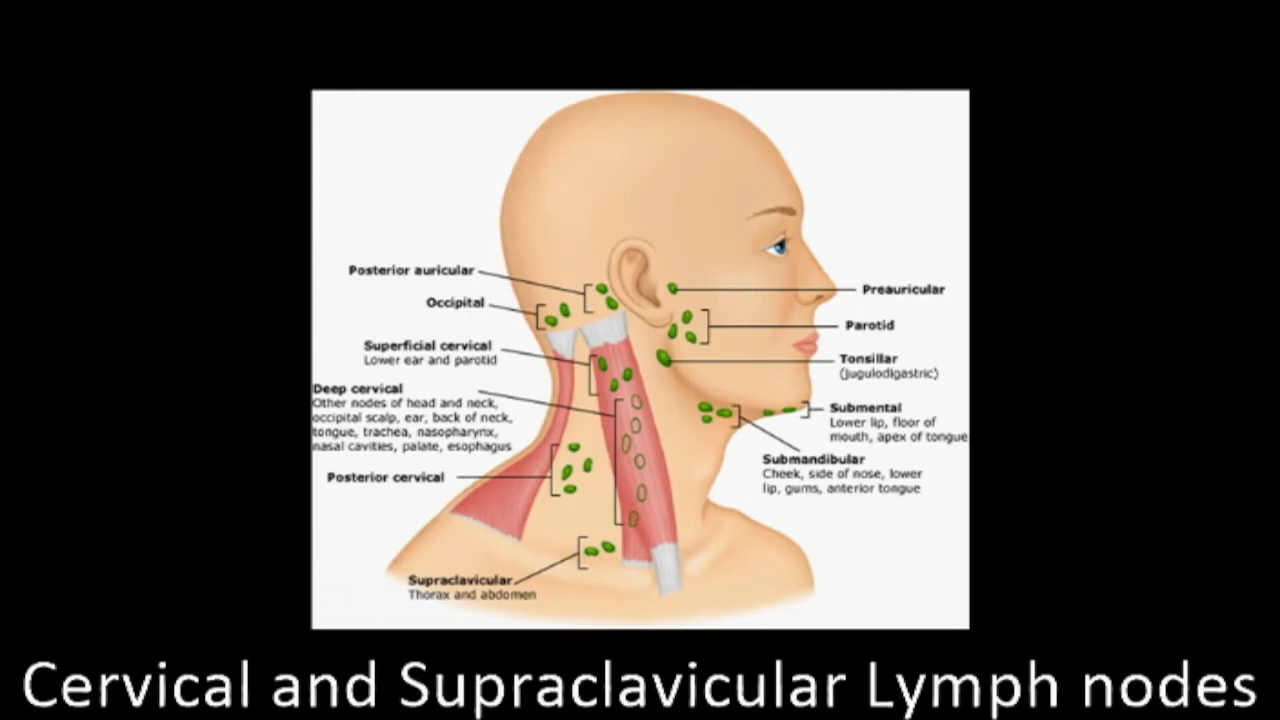 Posterior auricular
Occipital
Superficial cervical
Lower ear and parotid
Deep cervical
Other nodes of head and neck,
occipital scalp, ear, back of neck,
tongue, trachea, nasopharynx,
nasal cavities, palate, esophagus
Posterior cervical
Supraclavicular
Thorax and abdomen
Preauricular
Parotid
Tonsillar
(jugulodigastric)
Submental
Lower lip, floor of
mouth, apex of tongue
Submandibular
Cheek, side of nose, lower
lip, gums, anterior tongue
Cervical and Supraclavicular Lymph nodes